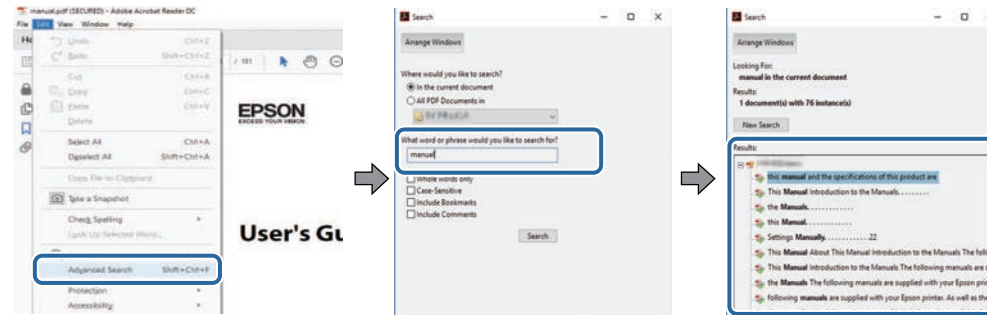 manual.pdf (SECURED) - Adobe Acrobat Reader DC
File Edit View Window Help
Undo Ctrl+Z
Redo Shift+Ctrl+Z
Cut Ctrl+X
Copy Ctrl+C
Paste Ctrl+V
Delete
Select All Ctrl+A
Deselect All Shift+Ctrl+A
Copy File to Clipboard
Take a Snapshot
Check Spelling
Look Up Selected Word...
Advanced Search Shift+Ctrl+F
Protection
Accessibility
/ 181
EPSON
EXCEED YOUR VISION
User's Gu
Search
Arrange Windows
Where would you like to search?
In the current document
All PDF Documents in
What word or phrase would you like to search for?
manual
Whole words only
Case-Sensitive
Include Bookmarks
Include Comments
Search
Search
Arrange Windows
Looking For:
manual in the current document
Results:
1 document(s) with 76 instance(s)
New Search
Results:
this manual and the specifications of this product are
This Manual Introduction to the Manuals.........
the Manuals.............
this Manual.............
Settings Manually.............22
This Manual About This Manual Introduction to the Manuals The foll
This Manual Introduction to the Manuals The following manuals are
the Manuals The following manuals are supplied with your Epson prin
following manuals are supplied with your Epson printer. As well as the